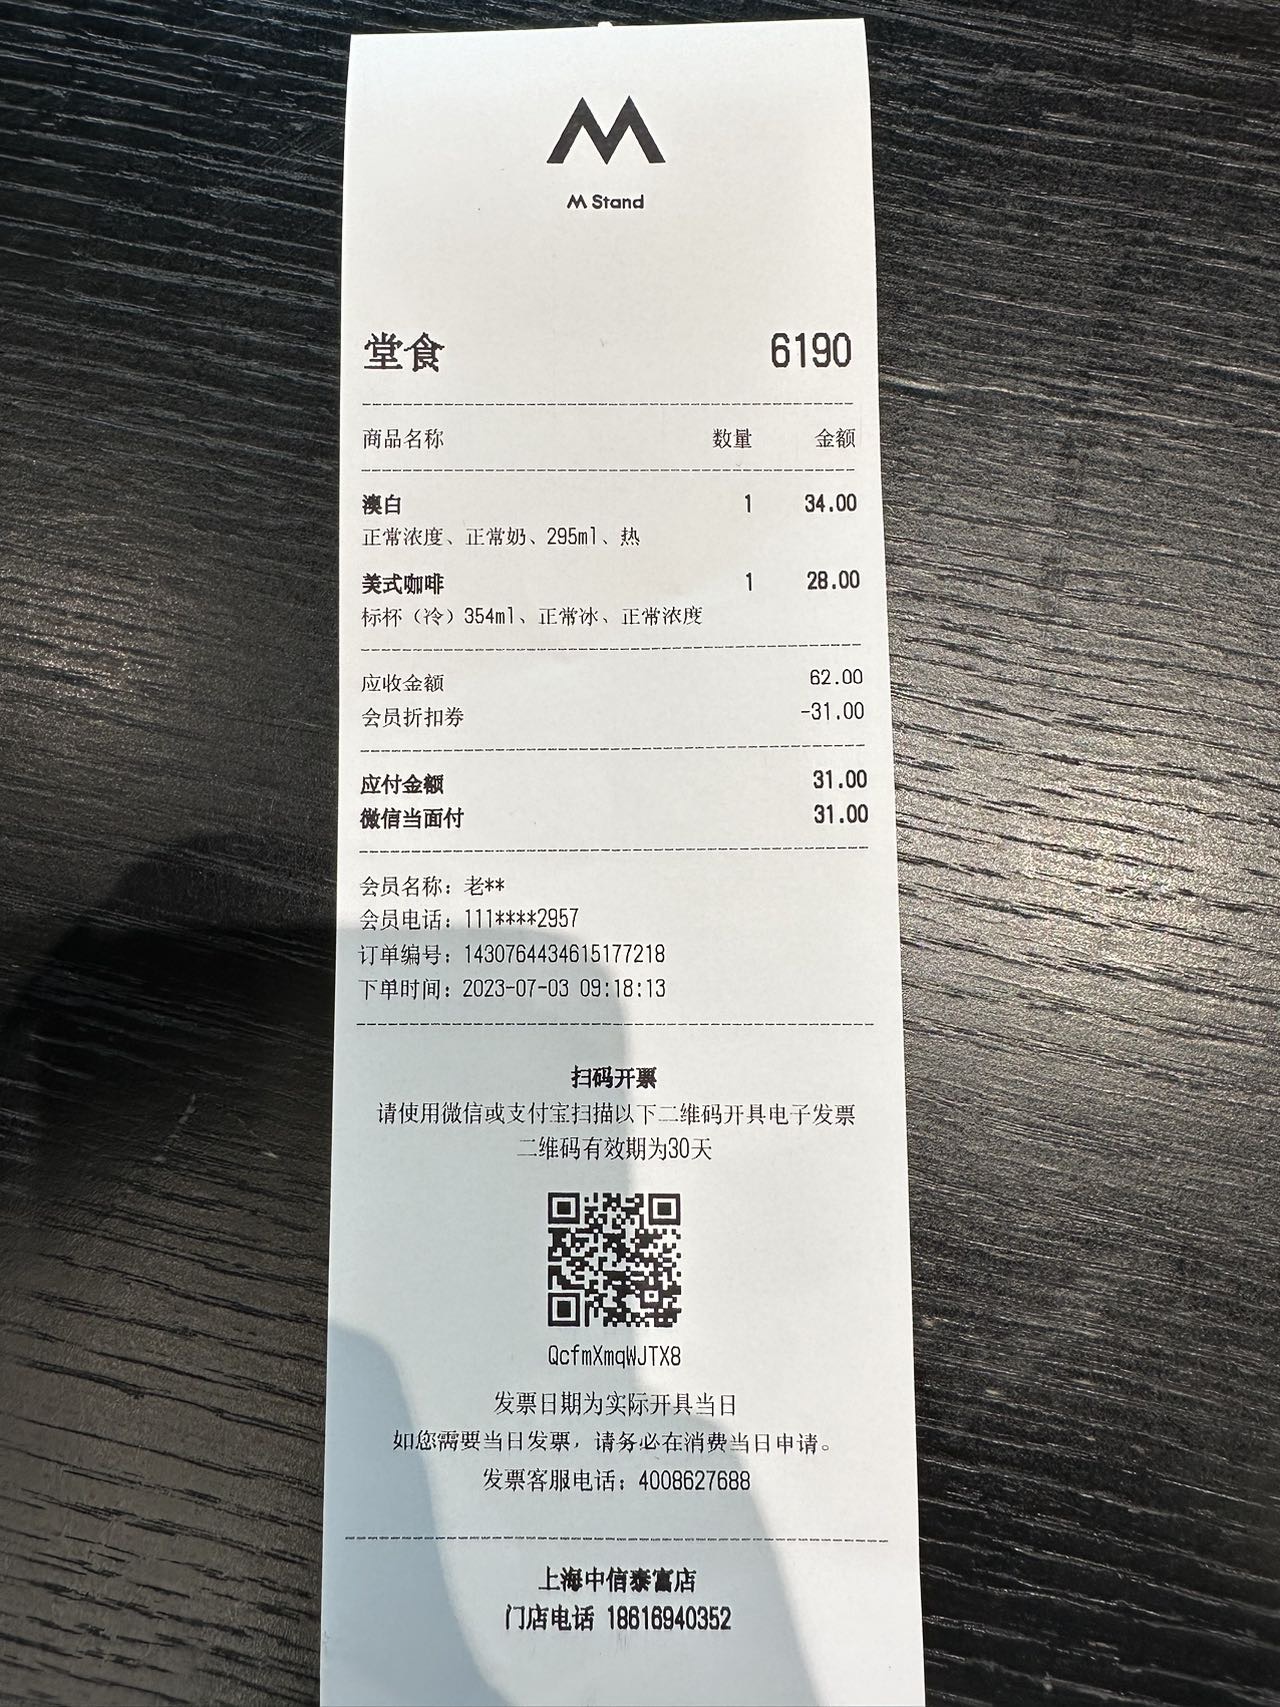 M Stand
堂食 6190
商品名称 数量 金额
澳白 1 34.00
正常浓度、正常奶、295ml、热
美式咖啡 1 28.00
标杯（冷）354ml、正常冰、正常浓度
应收金额 62.00
会员折扣券 -31.00
应付金额 31.00
微信当面付 31.00
会员名称：老**
会员电话：111****2957
订单编号：1430764434615177218
下单时间：2023-07-03 09:18:13
扫码开票
请使用微信或支付宝扫描以下二维码开具电子发票
二维码有效期为30天
QcfmXmqWJTX8
发票日期为实际开具当日
如您需要当日发票，请务必在消费当日申请。
发票客服电话：4008627688
上海中信泰富店
门店电话 18616940352